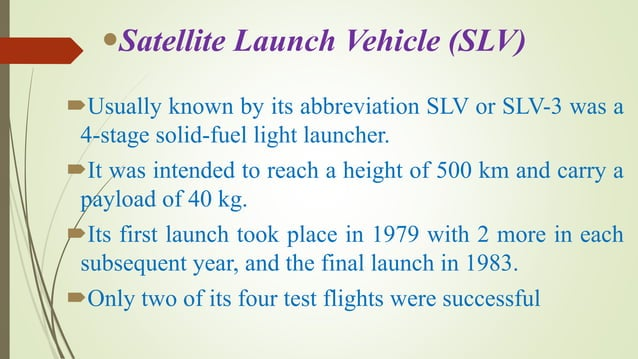 Satellite Launch Vehicle (SLV)
Usually known by its abbreviation SLV or SLV-3 was a
4-stage solid-fuel light launcher.
It was intended to reach a height of 500 km and carry a
payload of 40 kg.
Its first launch took place in 1979 with 2 more in each
subsequent year, and the final launch in 1983.
Only two of its four test flights were successful